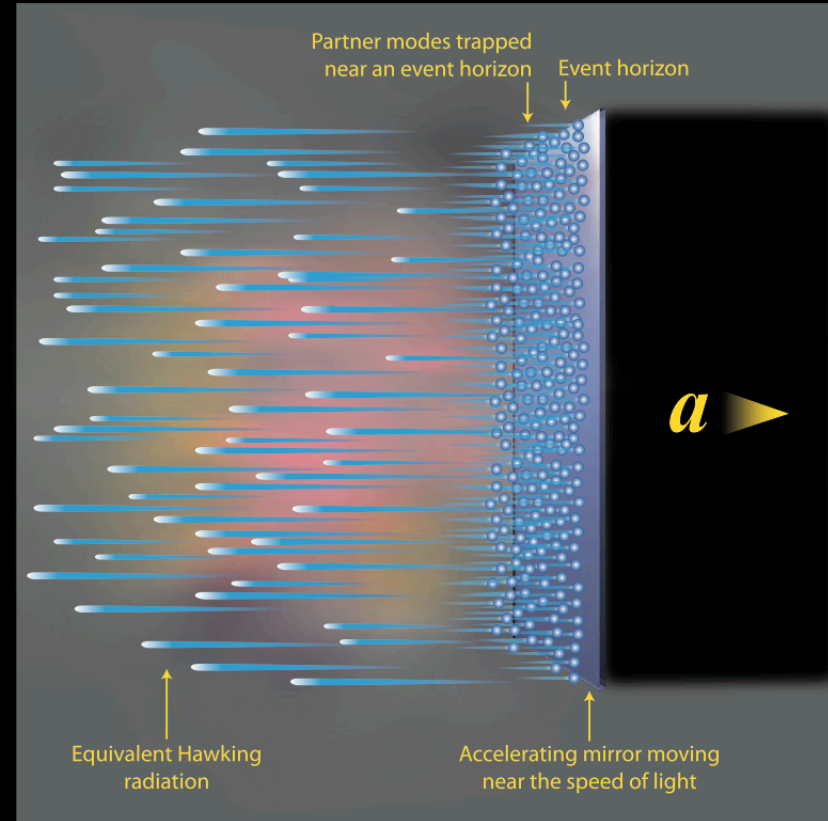 Partner modes trapped
near an event horizon
Event horizon
a
Equivalent Hawking
radiation
Accelerating mirror moving
near the speed of light